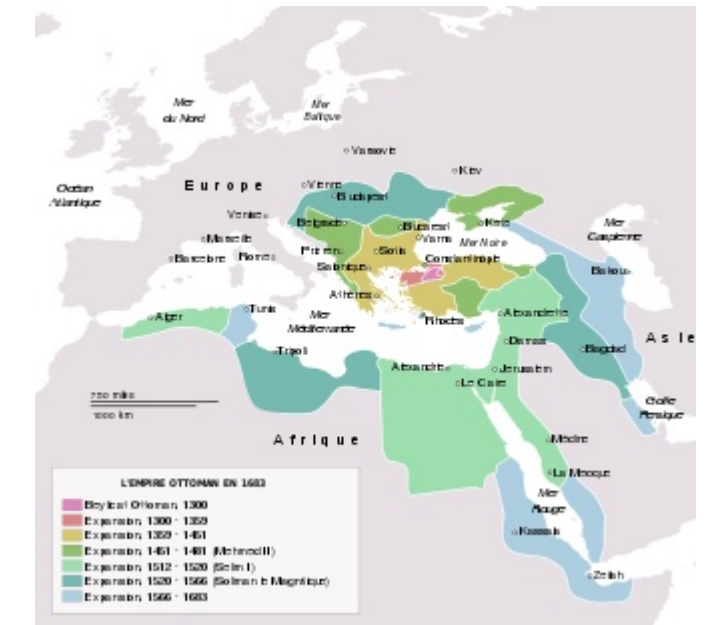 Mer
du Nord
Mer
Baltique
Varsovie
Kiev
Océan
Atlantique
Europe
Vienne
Budapest
Venise
Belgrade
Bucarest
Mer
Caspienne
Marseille
Varna
Mer Noire
Barcelone
Rome
Sofia
Constantinople
Salonique
Bakou
Athènes
Alger
Tunis
Mer
Méditerranée
Rhodes
Alexandrette
Asie
Tripoli
Damas
Bagdad
Alexandrie
Jerusalem
Le Caire
750 miles
1000 km
Golfe
Persique
Afrique
Médine
La Mecque
Mer
Rouge
Zeilah
L'EMPIRE OTTOMAN EN 1683
Beylicat Ottoman, 1300
Expansion, 1300 - 1359
Expansion, 1359 - 1451
Expansion, 1451 - 1481 (Mehmed II)
Expansion, 1512 - 1520 (Selim I)
Expansion, 1520 - 1566 (Soliman le Magnifique)
Expansion, 1566 - 1683